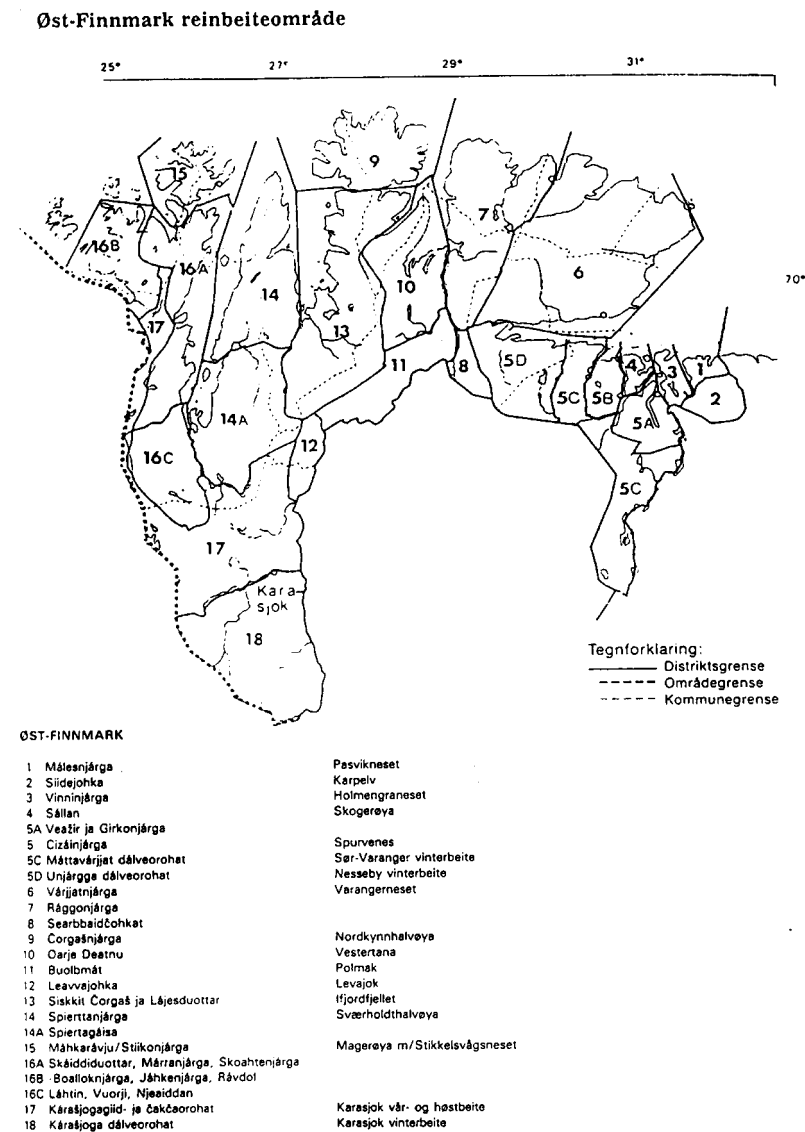 Øst-Finnmark reinbeiteområde
25° 27° 29° 31°
9
15
7
16B
16A
6
70°
14
10
17
13
11
8
5D
4
3
1
5C
5B
2
14A
5A
12
16C
5C
17
Kara-
sjok
18
Tegnforklaring:
Distriktsgrense
Områdegrense
Kommunegrense
ØST-FINNMARK
1 Málesnjárga Pasvikneset
2 Siidejohka Karpelv
3 Vinninjárga Holmengraneset
4 Sállan Skogerøya
5A Veažir ja Girkonjárga
5 Cizáinjárga Spurvenes
5C Máttavárjjat dálveorohat Sør-Varanger vinterbeite
5D Unjárgga dálveorohat Nesseby vinterbeite
6 Várjjatnjárga Varangerneset
7 Rággonjárga
8 Searbbaidčohkat
9 Čorgašnjárga Nordkynnhalvøya
10 Oarje Deatnu Vestertana
11 Buolbmát Polmak
12 Leavvajohka Levajok
13 Siskkit Čorgaš ja Lájesduottar Ifjordfjellet
14 Spierttanjárga Sværholdthalvøya
14A Spiertagáisa
15 Máhkarávju/Stiikonjárga Magerøya m/Stikkelsvågsneset
16A Skáiddiduottar, Márranjárga, Skoahtenjárga
16B Boalloknjárga, Jáhkenjárga, Rávdol
16C Láhtin, Vuorji, Njeaiddan
17 Kárášjogagiid- ja čakčaorohat Karasjok vår- og høstbeite
18 Kárášjoga dálveorohat Karasjok vinterbeite